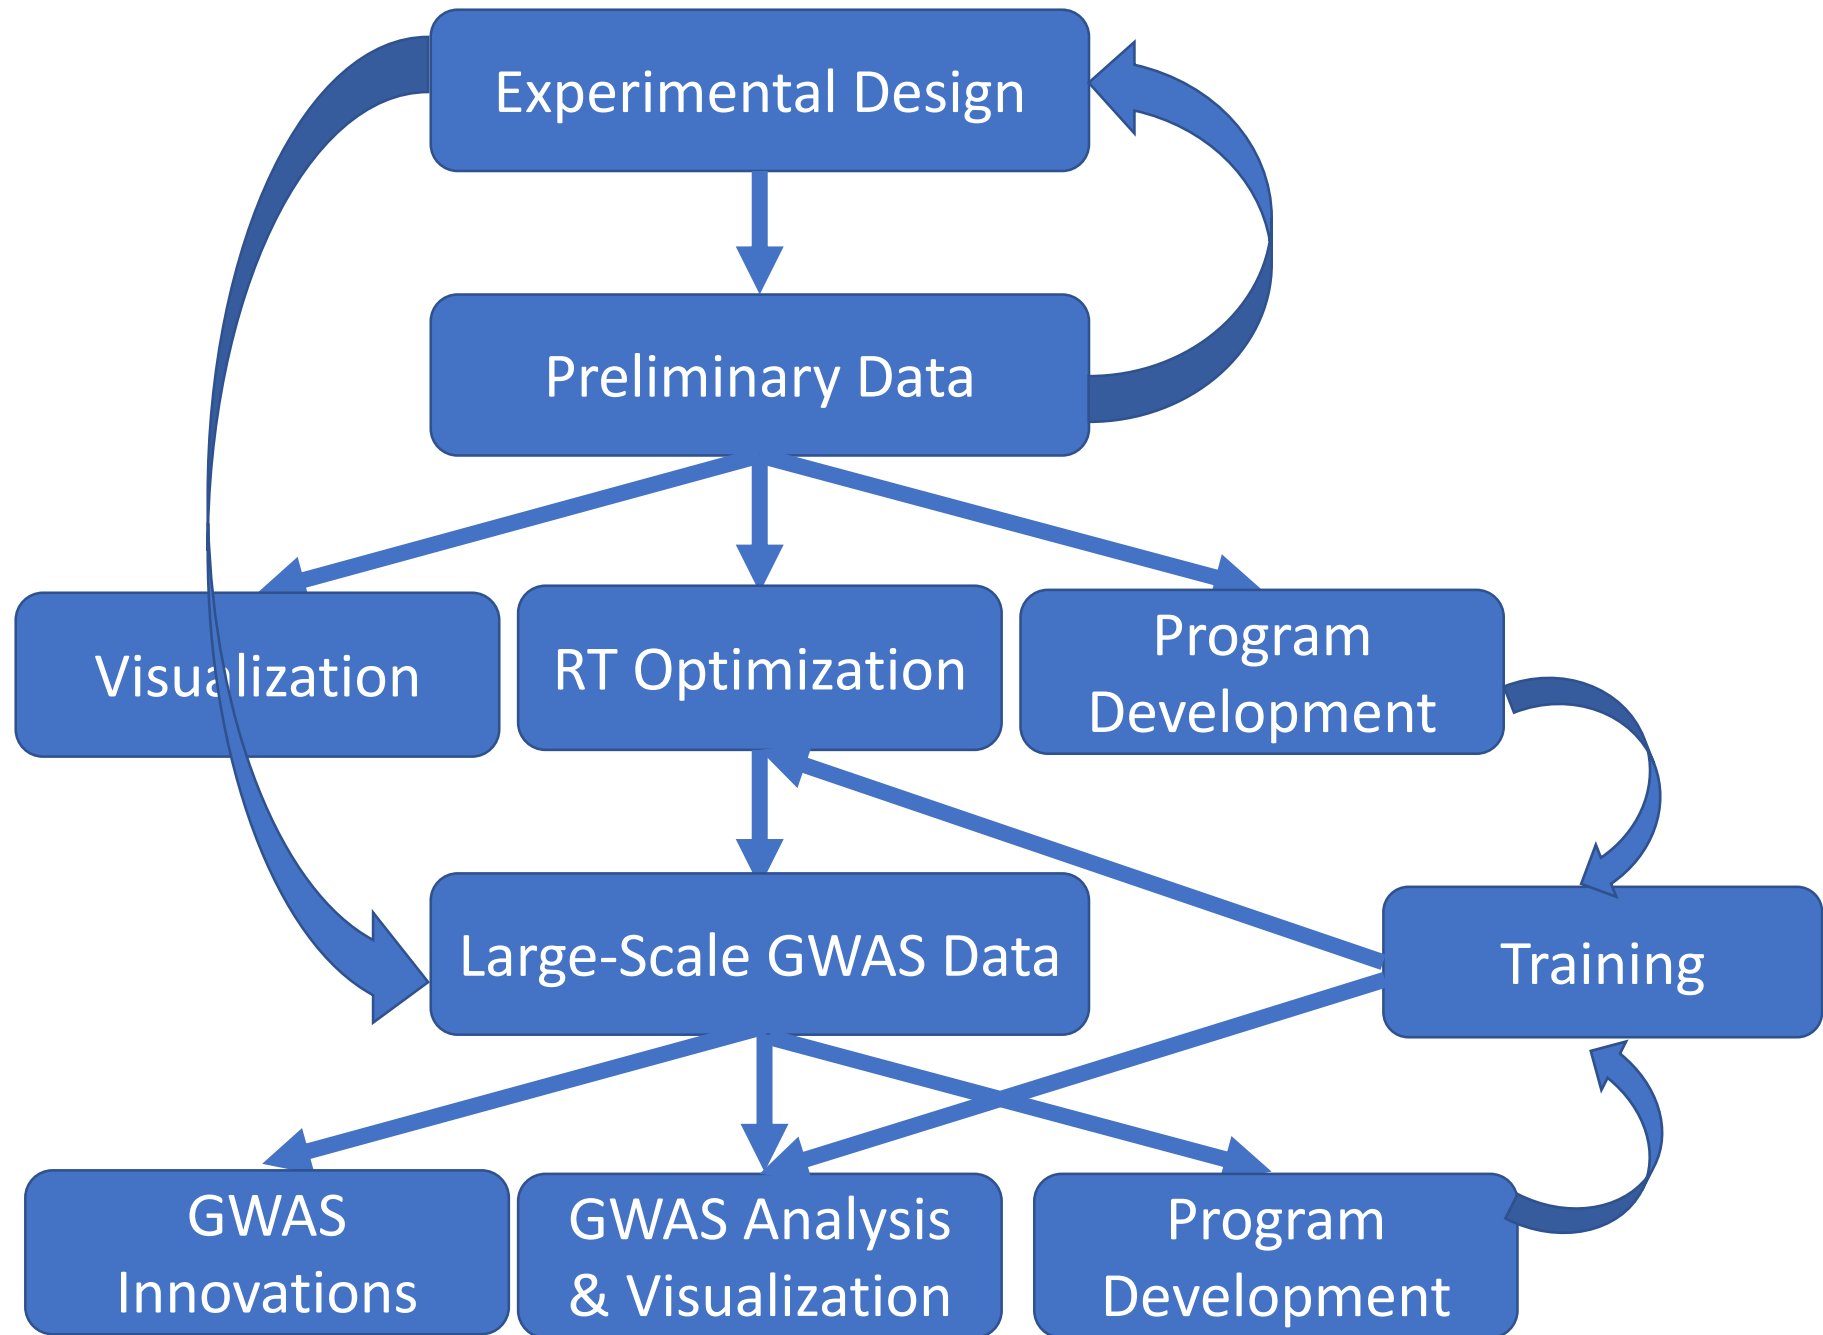 Experimental Design
Preliminary Data
Visualization
RT Optimization
Program
Development
Large-Scale GWAS Data
Training
GWAS
Innovations
GWAS Analysis
& Visualization
Program
Development